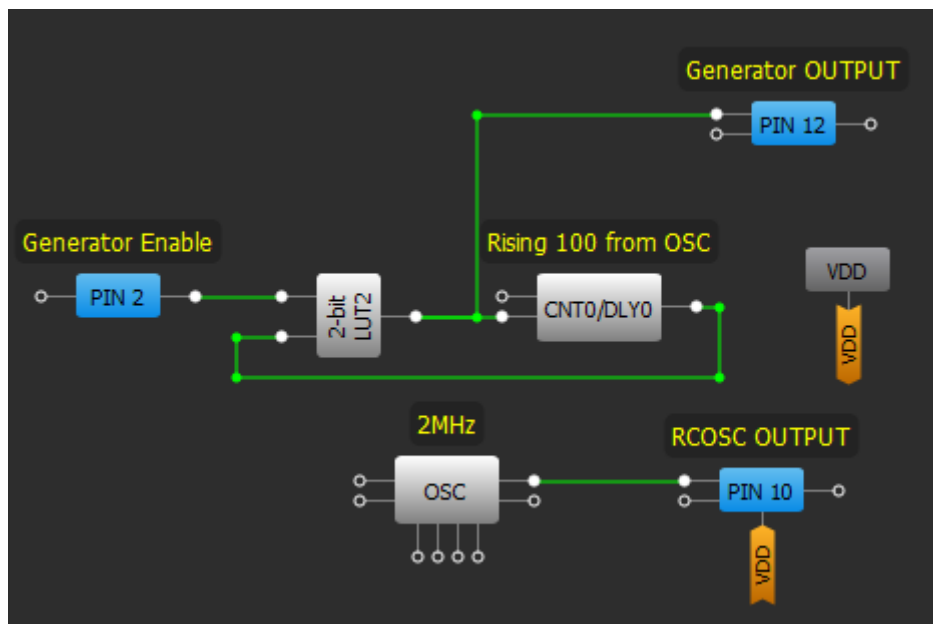 Generator OUTPUT
PIN 12
Generator Enable
PIN 2
2-bit
LUT2
Rising 100 from OSC
CNT0/DLY0
VDD
VDD
2MHz
OSC
RCOSC OUTPUT
PIN 10
VDD